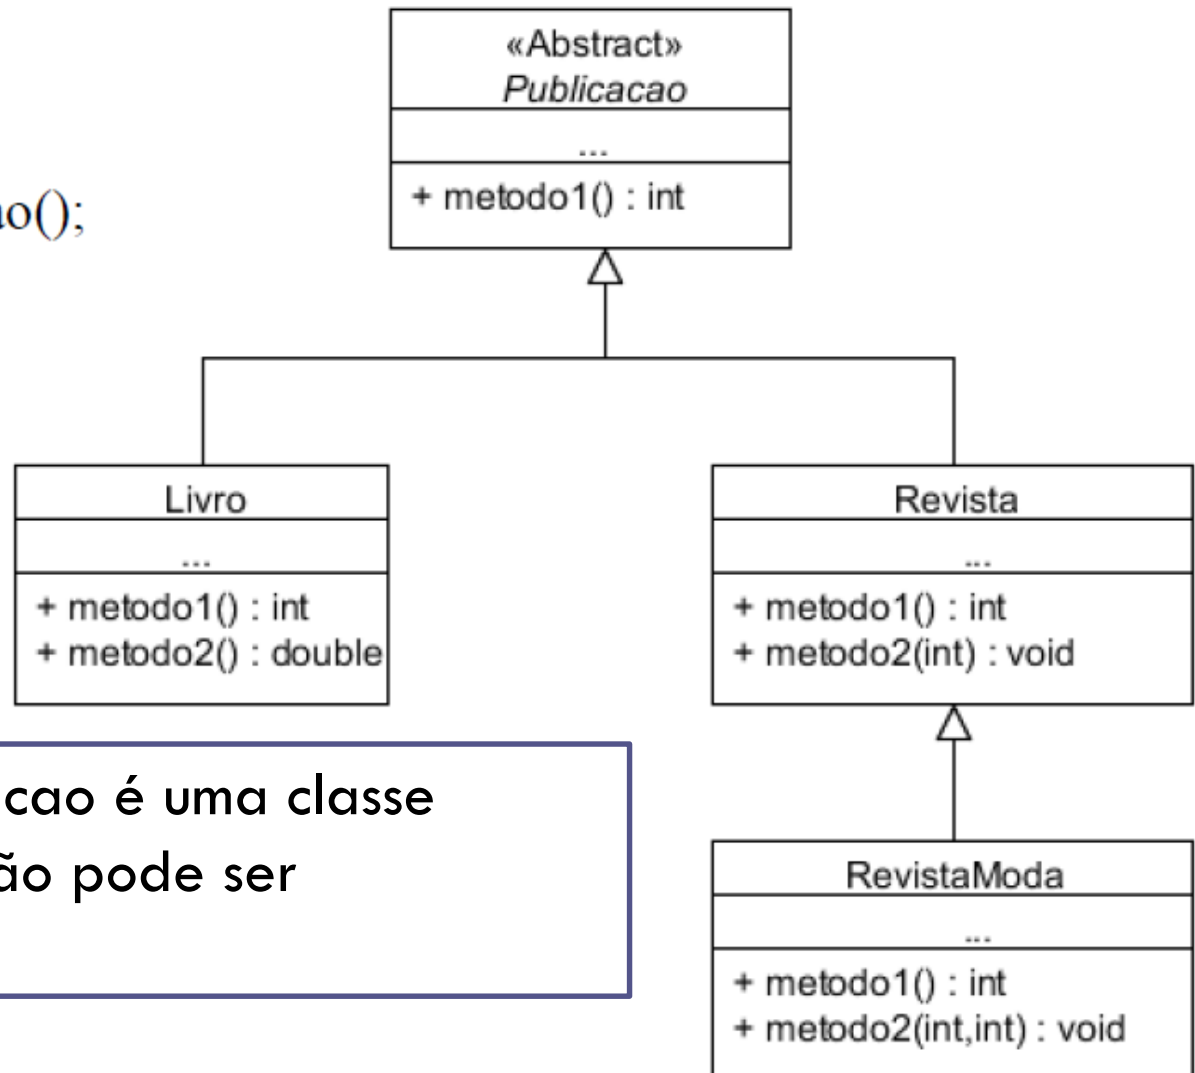 «Abstract»
Publicacao
...
+ metodo1() : int
o();
Livro
...
+ metodo1() : int
+ metodo2() : double
Revista
...
+ metodo1() : int
+ metodo2(int) : void
cao é uma classe
ão pode ser
RevistaModa
...
+ metodo1() : int
+ metodo2(int,int) : void